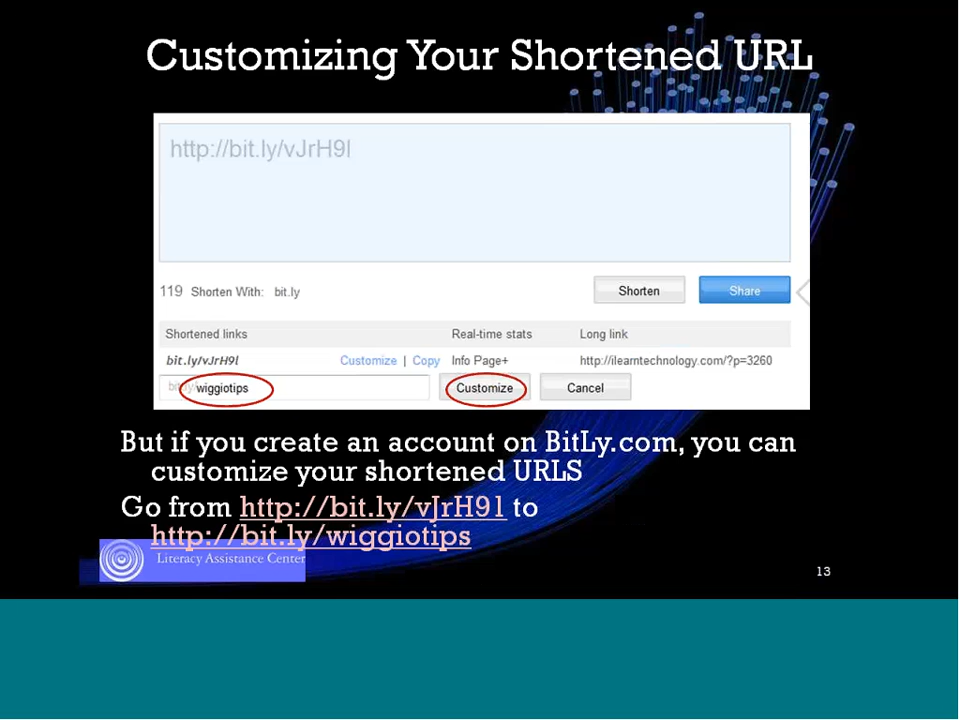 Customizing Your Shortened URL
http://bit.ly/vJrH9l
119 Shorten With: bit.ly Shorten Share
Shortened links Real-time stats Long link
bit.ly/vJrH9l Customize | Copy Info Page+ http://ilearntechnology.com/?p=3260
bit.ly/ wiggiotips Customize Cancel
But if you create an account on BitLy.com, you can
customize your shortened URLS
Go from http://bit.ly/vJrH9l to
http://bit.ly/wiggiotips
Literacy Assistance Center
13